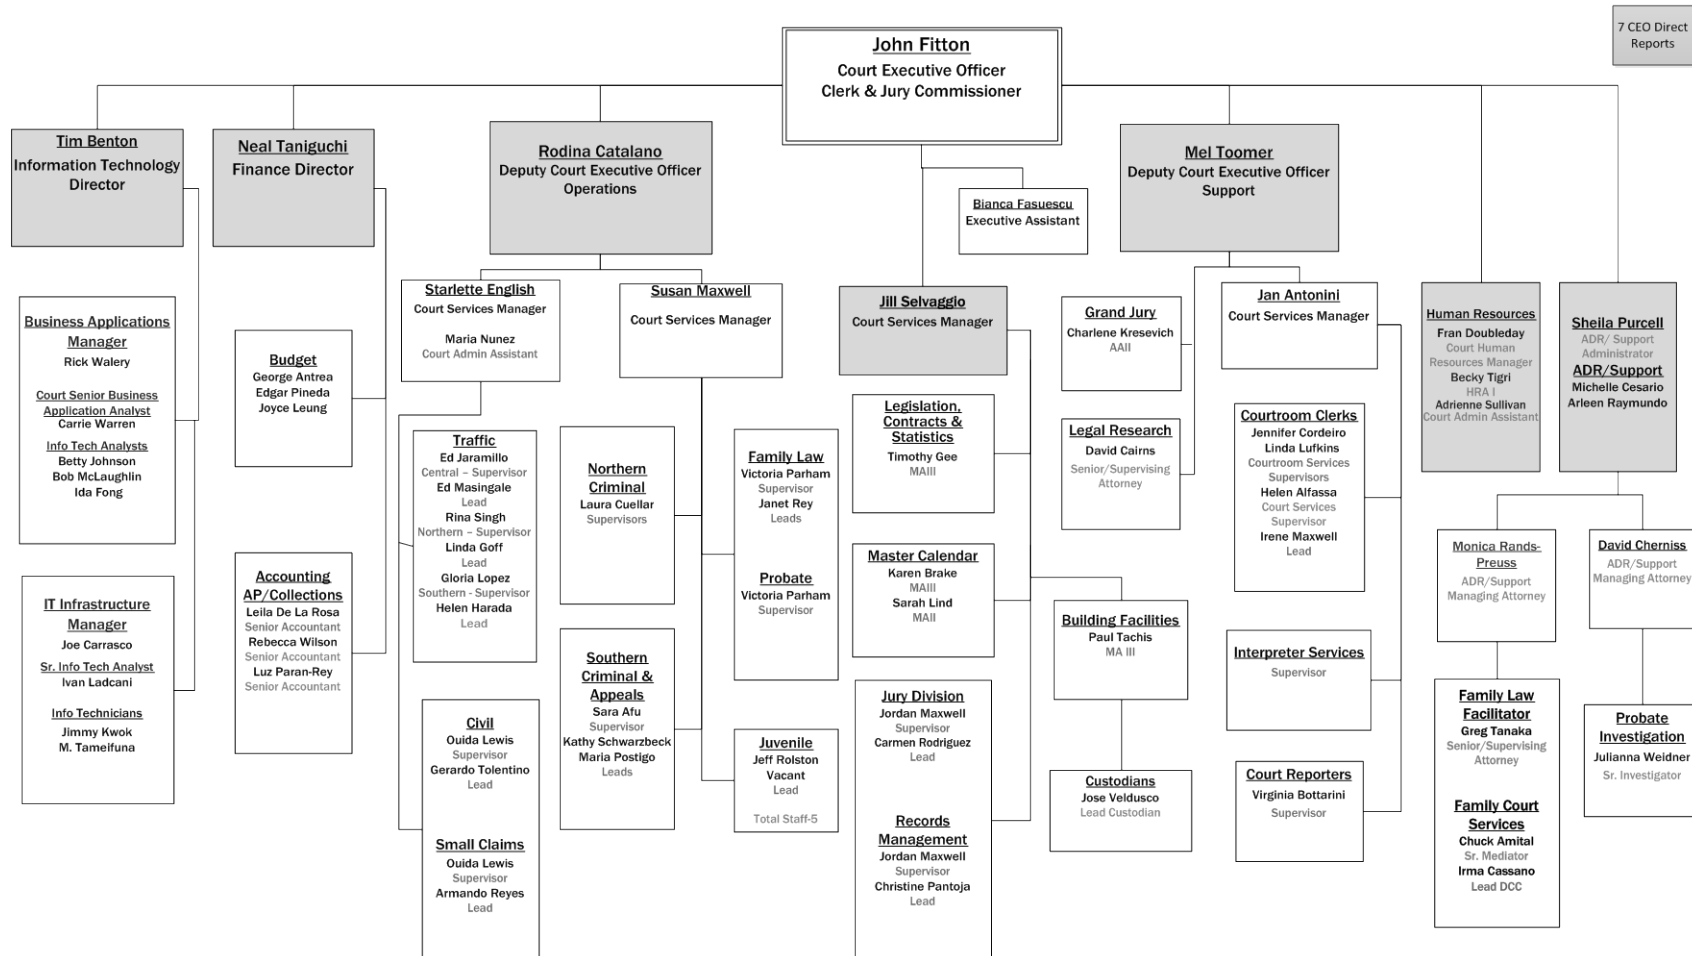 7 CEO Direct
Reports
John Fitton
Court Executive Officer
Clerk & Jury Commissioner
Tim Benton
Information Technology
Director
Neal Taniguchi
Finance Director
Rodina Catalano
Deputy Court Executive Officer
Operations
Mel Toomer
Deputy Court Executive Officer
Support
Bianca Fasuescu
Executive Assistant
Business Applications
Manager
Rick Walery
Court Senior Business
Application Analyst
Carrie Warren
Info Tech Analysts
Betty Johnson
Bob McLaughlin
Ida Fong
IT Infrastructure
Manager
Joe Carrasco
Sr. Info Tech Analyst
Ivan Ladcani
Info Technicians
Jimmy Kwok
M. Tameifuna
Budget
George Antrea
Edgar Pineda
Joyce Leung
Accounting
AP/Collections
Leila De La Rosa
Senior Accountant
Rebecca Wilson
Senior Accountant
Luz Paran-Rey
Senior Accountant
Starlette English
Court Services Manager
Maria Nunez
Court Admin Assistant
Traffic
Ed Jaramillo
Central – Supervisor
Ed Masingale
Lead
Rina Singh
Northern – Supervisor
Linda Goff
Lead
Gloria Lopez
Southern - Supervisor
Helen Harada
Lead
Civil
Ouida Lewis
Supervisor
Gerardo Tolentino
Lead
Small Claims
Ouida Lewis
Supervisor
Armando Reyes
Lead
Susan Maxwell
Court Services Manager
Northern
Criminal
Laura Cuellar
Supervisors
Southern
Criminal &
Appeals
Sara Afu
Supervisor
Kathy Schwarzbeck
Maria Postigo
Leads
Family Law
Victoria Parham
Supervisor
Janet Rey
Leads
Probate
Victoria Parham
Supervisor
Juvenile
Jeff Rolston
Vacant
Lead
Total Staff-5
Jill Selvaggio
Court Services Manager
Legislation,
Contracts &
Statistics
Timothy Gee
MAIII
Master Calendar
Karen Brake
MAIII
Sarah Lind
MAII
Jury Division
Jordan Maxwell
Supervisor
Carmen Rodriguez
Lead
Records
Management
Jordan Maxwell
Supervisor
Christine Pantoja
Lead
Building Facilities
Paul Tachis
MA III
Custodians
Jose Veldusco
Lead Custodian
Grand Jury
Charlene Kresevich
AAII
Legal Research
David Cairns
Senior/Supervising
Attorney
Jan Antonini
Court Services Manager
Courtroom Clerks
Jennifer Cordeiro
Linda Lufkins
Courtroom Services
Supervisors
Helen Alfassa
Court Services
Supervisor
Irene Maxwell
Lead
Interpreter Services
Supervisor
Court Reporters
Virginia Bottarini
Supervisor
Human Resources
Fran Doubleday
Court Human
Resources Manager
Becky Tigri
HRA I
Adrienne Sullivan
Court Admin Assistant
Sheila Purcell
ADR/ Support
Administrator
ADR/Support
Michelle Cesario
Arleen Raymundo
Monica Rands-
Preuss
ADR/Support
Managing Attorney
David Cherniss
ADR/Support
Managing Attorney
Family Law
Facilitator
Greg Tanaka
Senior/Supervising
Attorney
Family Court
Services
Chuck Amital
Sr. Mediator
Irma Cassano
Lead DCC
Probate
Investigation
Julianna Weidner
Sr. Investigator